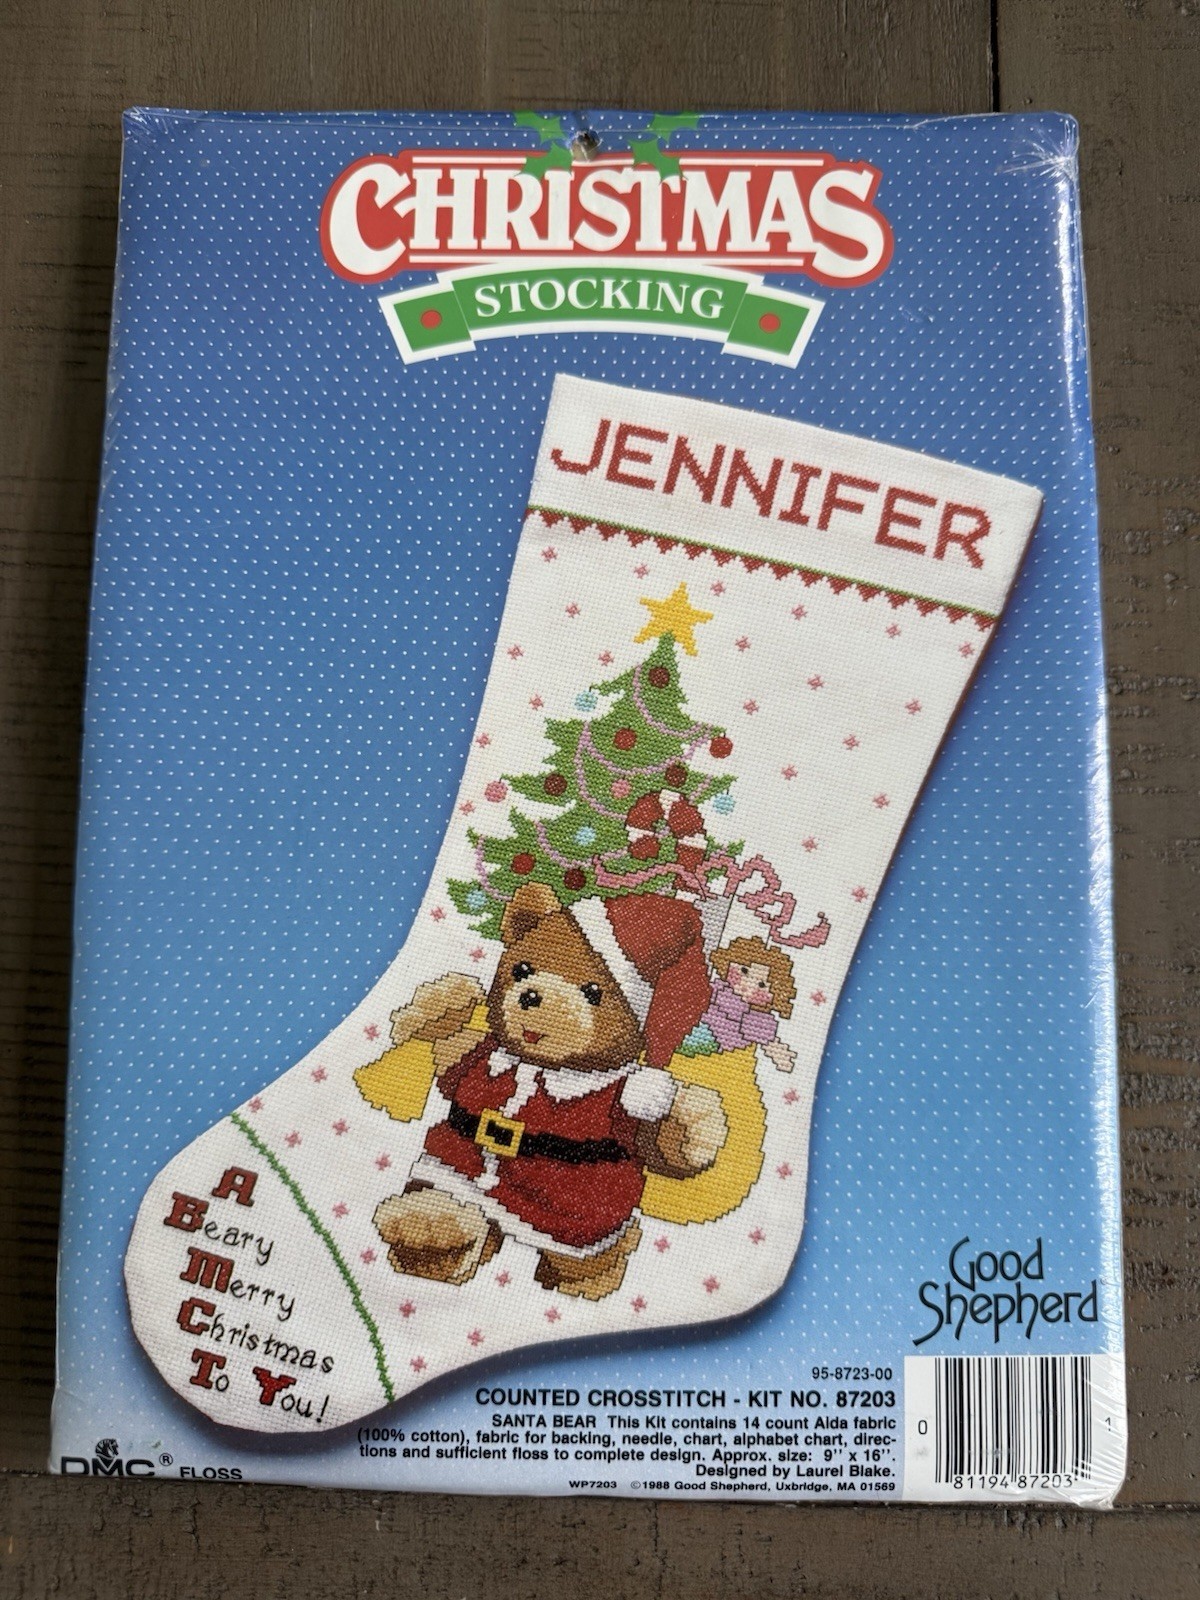 CHRISTMAS
STOCKING
JENNIFER
A
Beary
Merry
Christmas
To You!
Good
Shepherd
95-8723-00
COUNTED CROSSTITCH - KIT NO. 87203
SANTA BEAR This Kit contains 14 count Aida fabric
(100% cotton), fabric for backing, needle, chart, alphabet chart, direc-
tions and sufficient floss to complete design. Approx. size: 9" x 16".
Designed by Laurel Blake.
WP7203 ©1988 Good Shepherd, Uxbridge, MA 01569
DMC® FLOSS
0 81194 87203 1